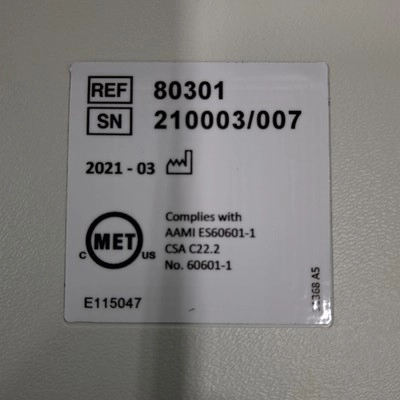 REF 80301
SN 210003/007
2021 - 03
c MET US
Complies with
AAMI ES60601-1
CSA C22.2
No. 60601-1
E115047